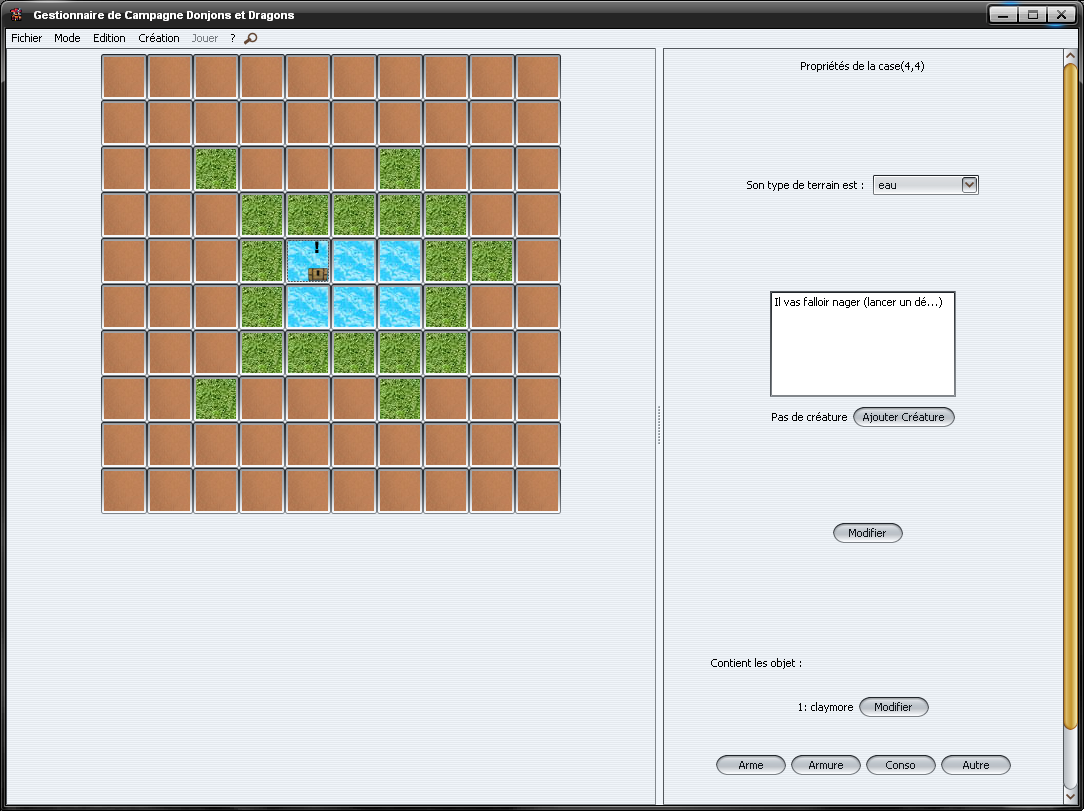 Gestionnaire de Campagne Donjons et Dragons
Fichier Mode Edition Création Jouer ?
Propriétés de la case(4,4)
Son type de terrain est : eau
!
Il vas falloir nager (lancer un dé...)
Pas de créature Ajouter Créature
Modifier
Contient les objet :
1: claymore Modifier
Arme Armure Conso Autre